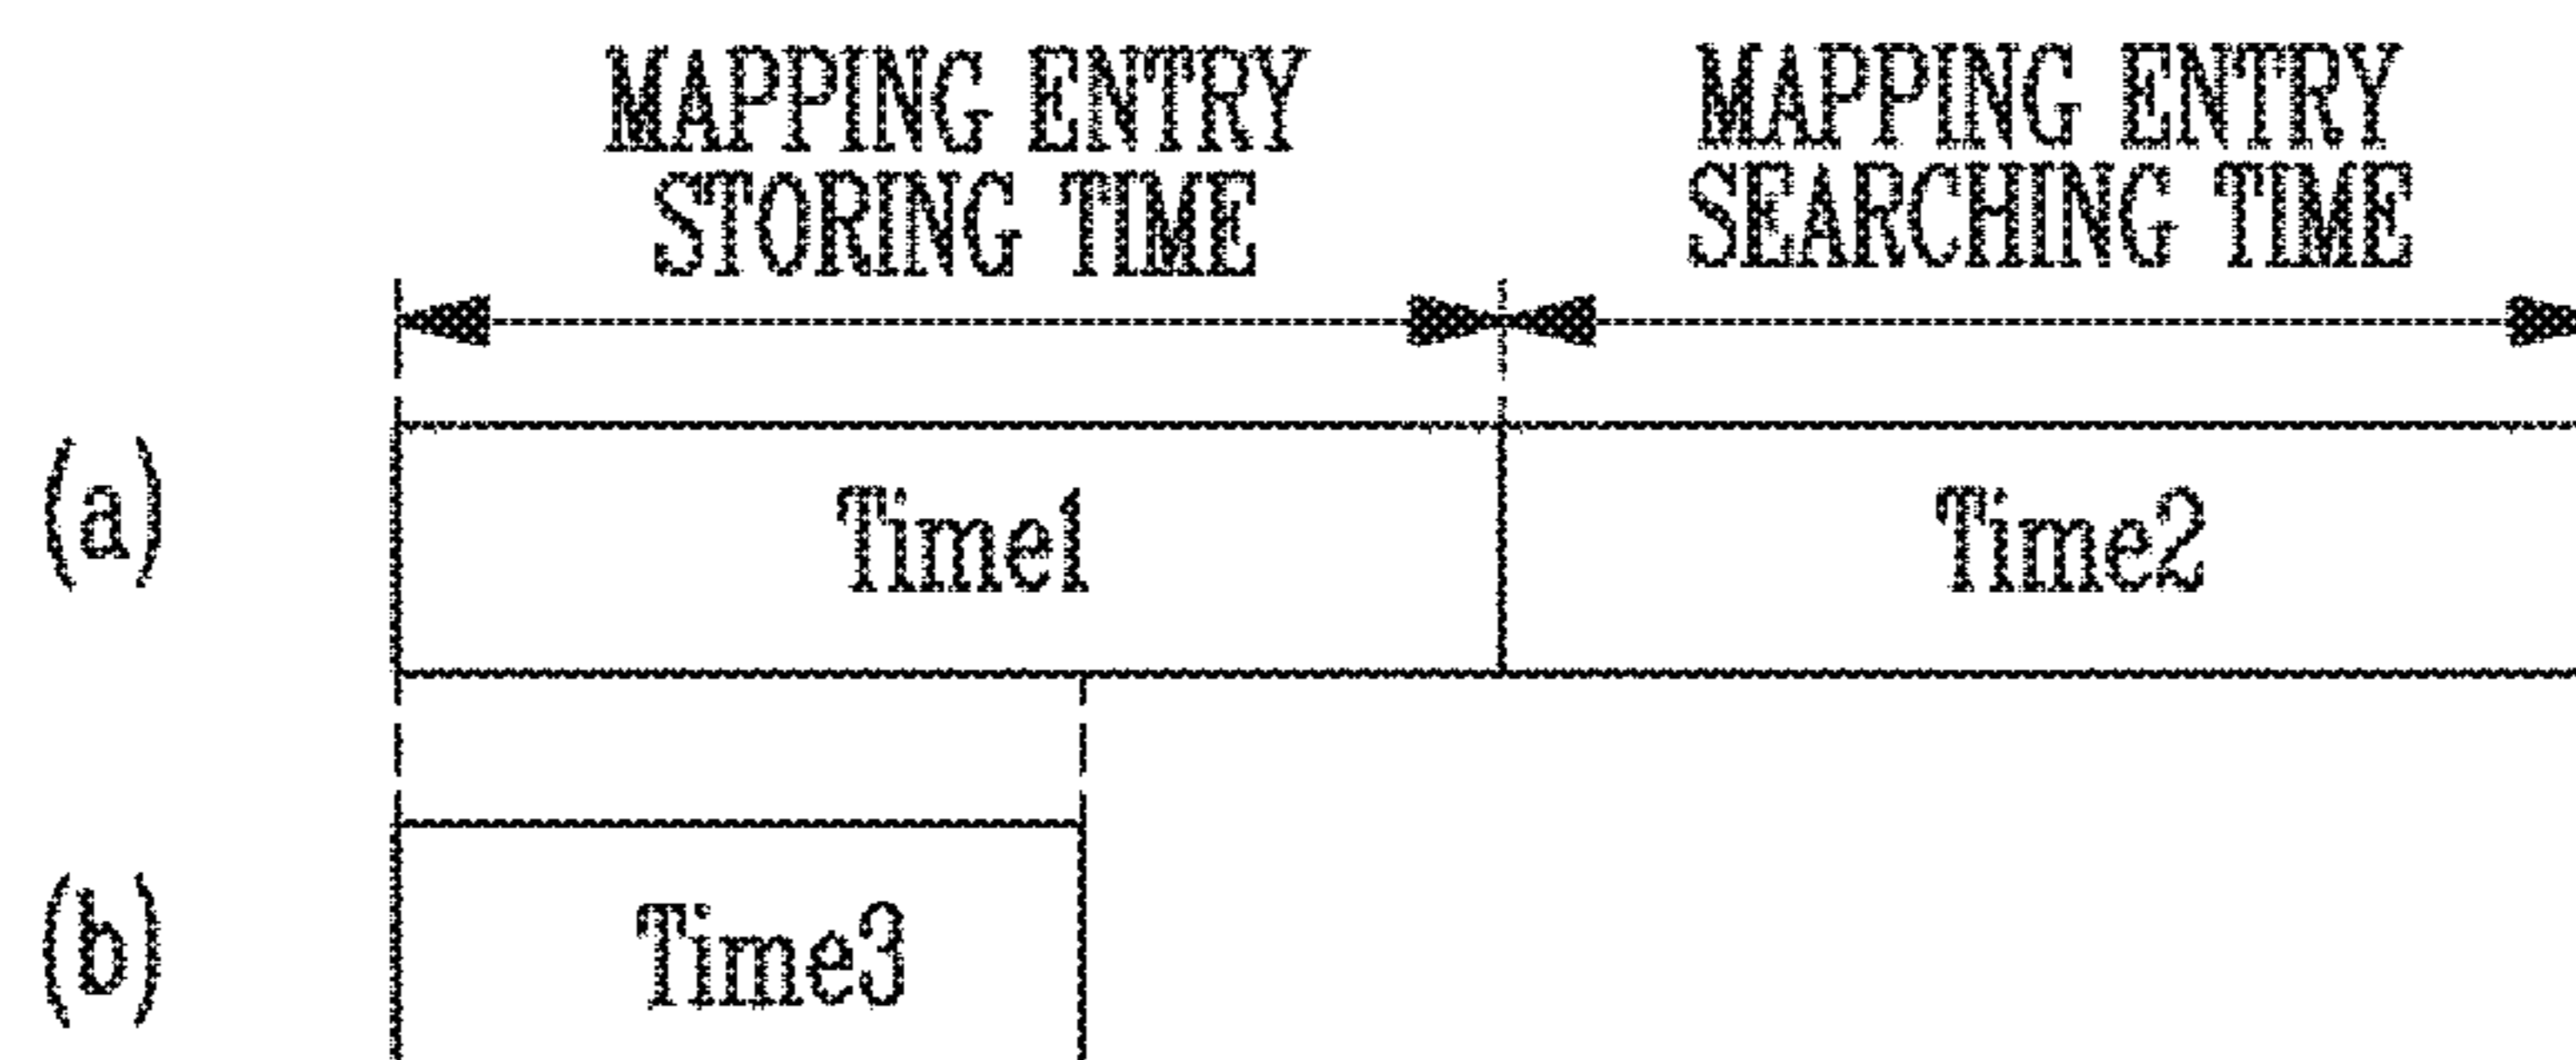 MAPPING ENTRY
STORING TIME
MAPPING ENTRY
SEARCHING TIME
(a)
Time1
Time2
(b)
Time3